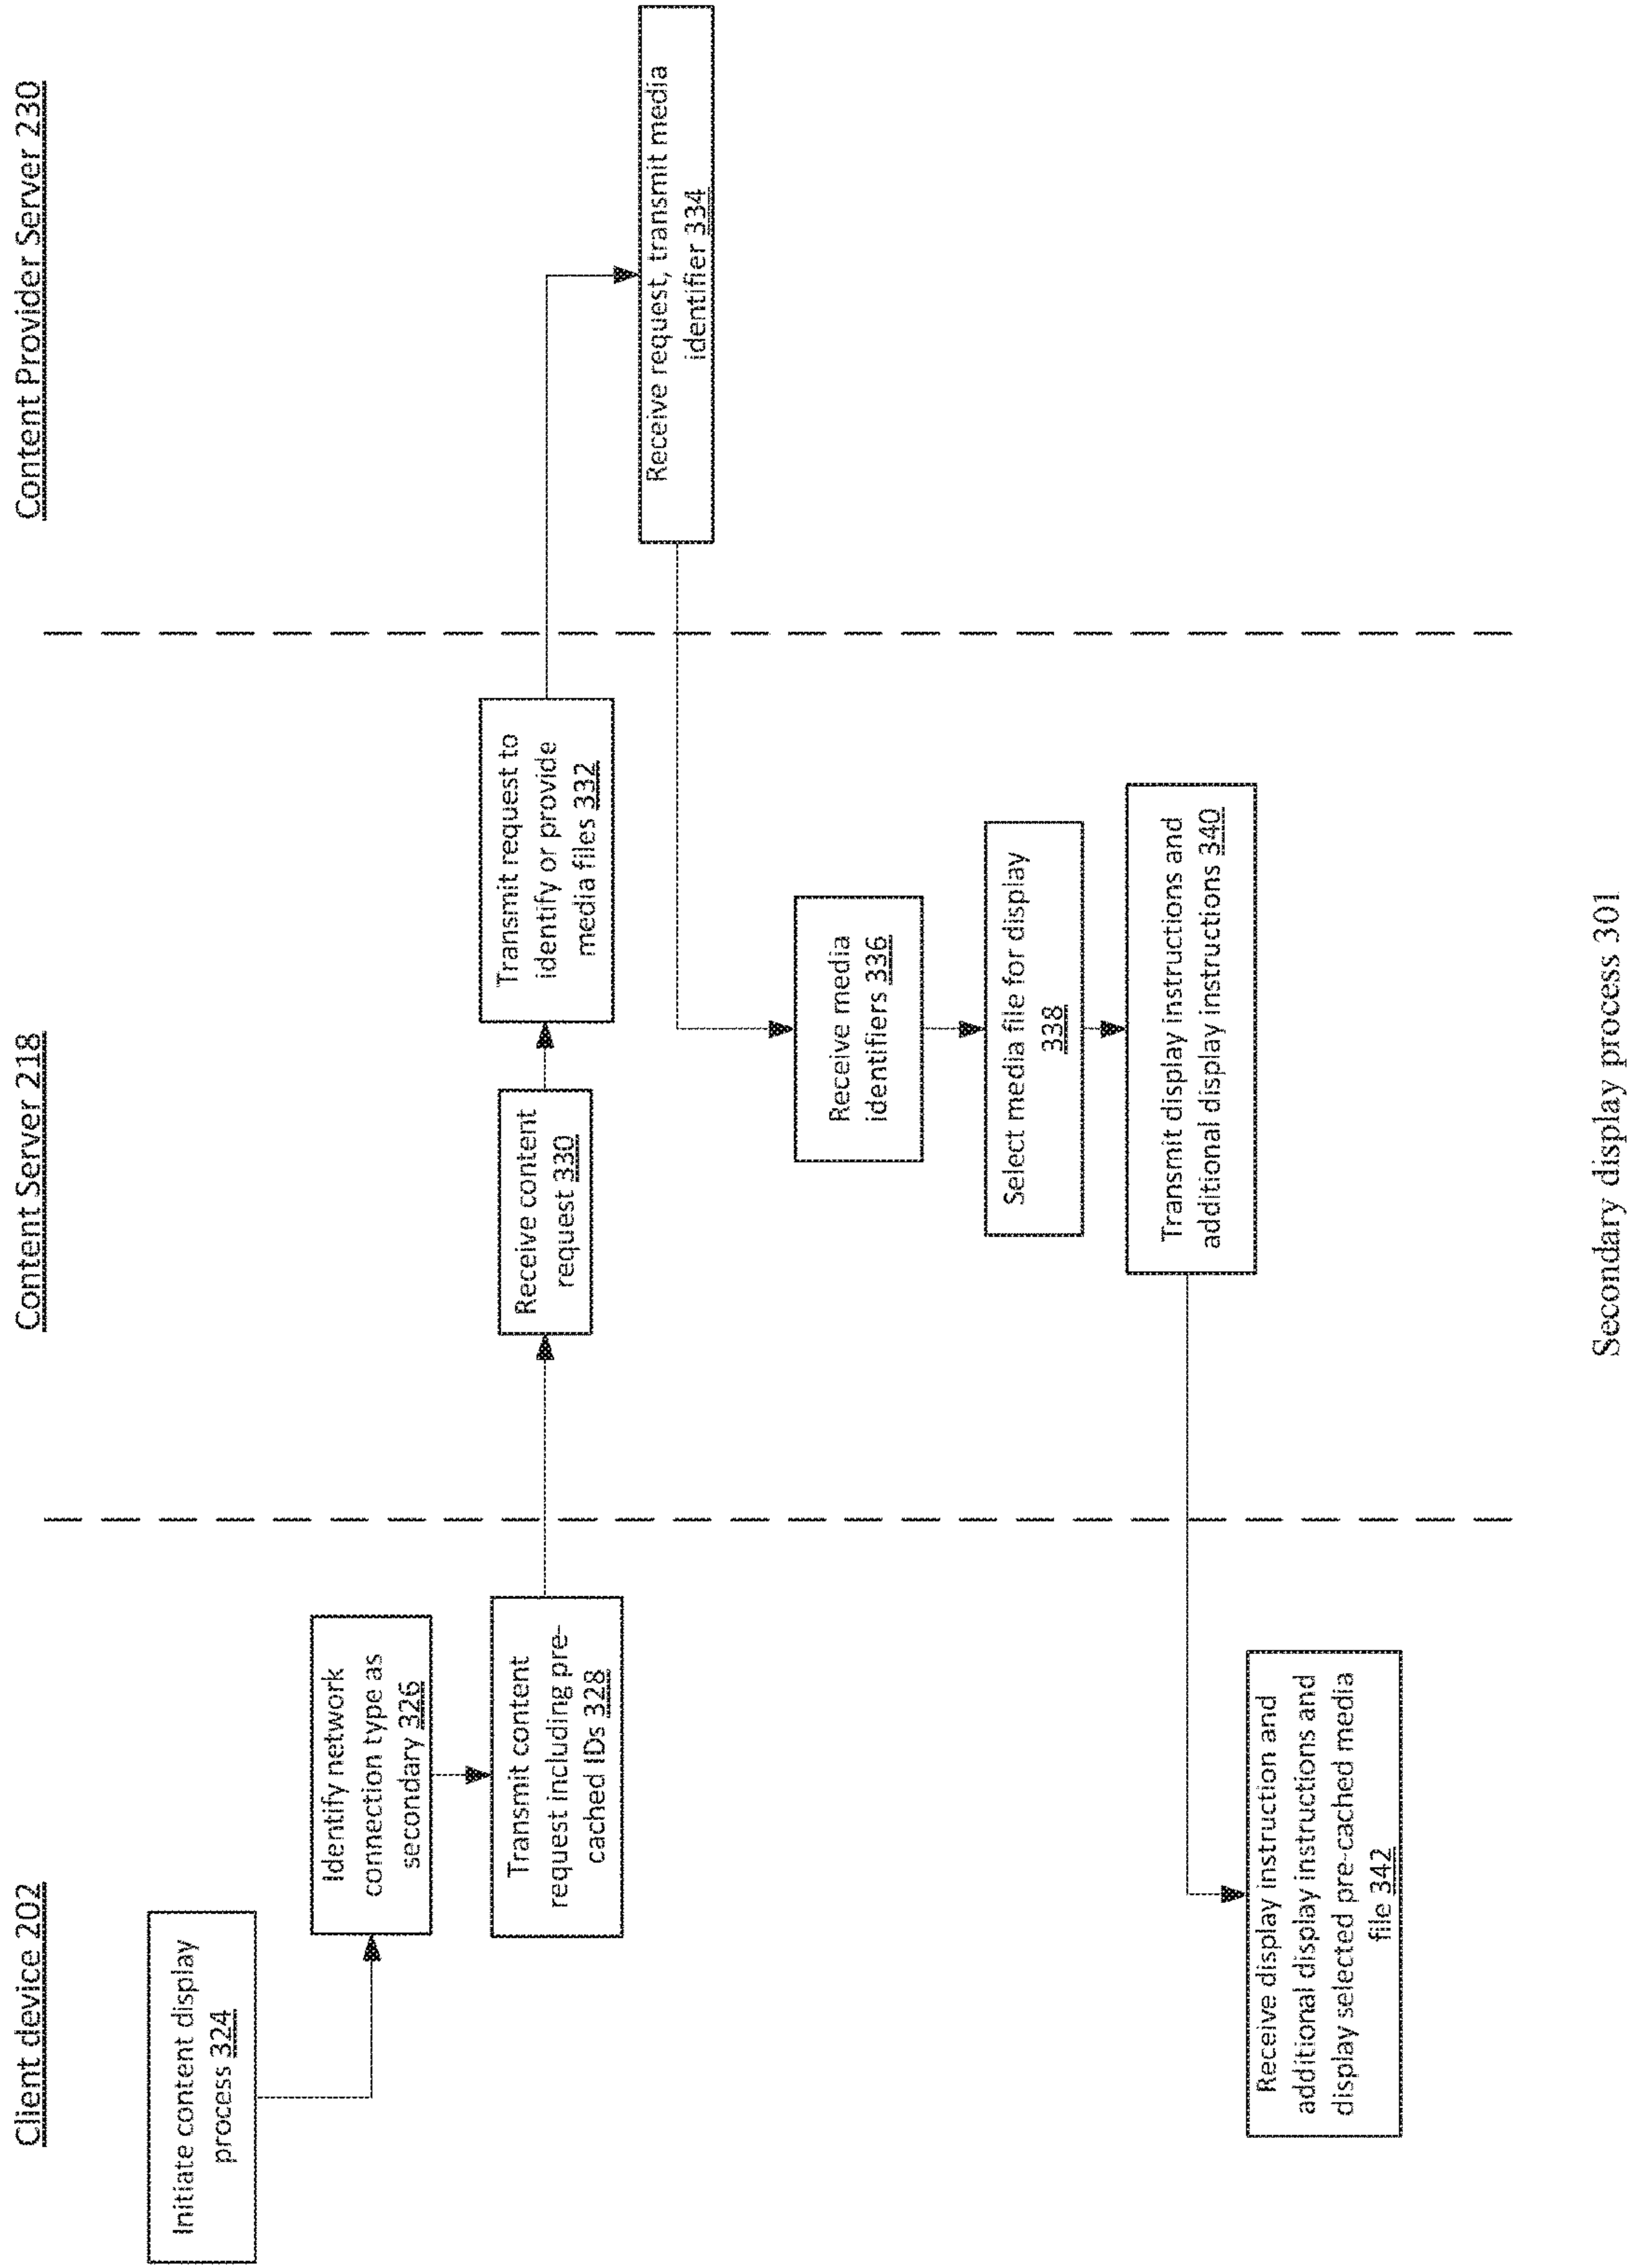 Client device 202
Content Server 218
Content Provider Server 230
Initiate content display
process 324
Identify network
connection type as
secondary 326
Transmit content
request including pre-
cached IDs 328
Receive content
request 330
Transmit request to
identify or provide
media files 332
Receive request, transmit media
identifier 334
Receive media
identifiers 336
Select media file for display
338
Transmit display instructions and
additional display instructions 340
Receive display instruction and
additional display instructions and
display selected pre-cached media
file 342
Secondary display process 301